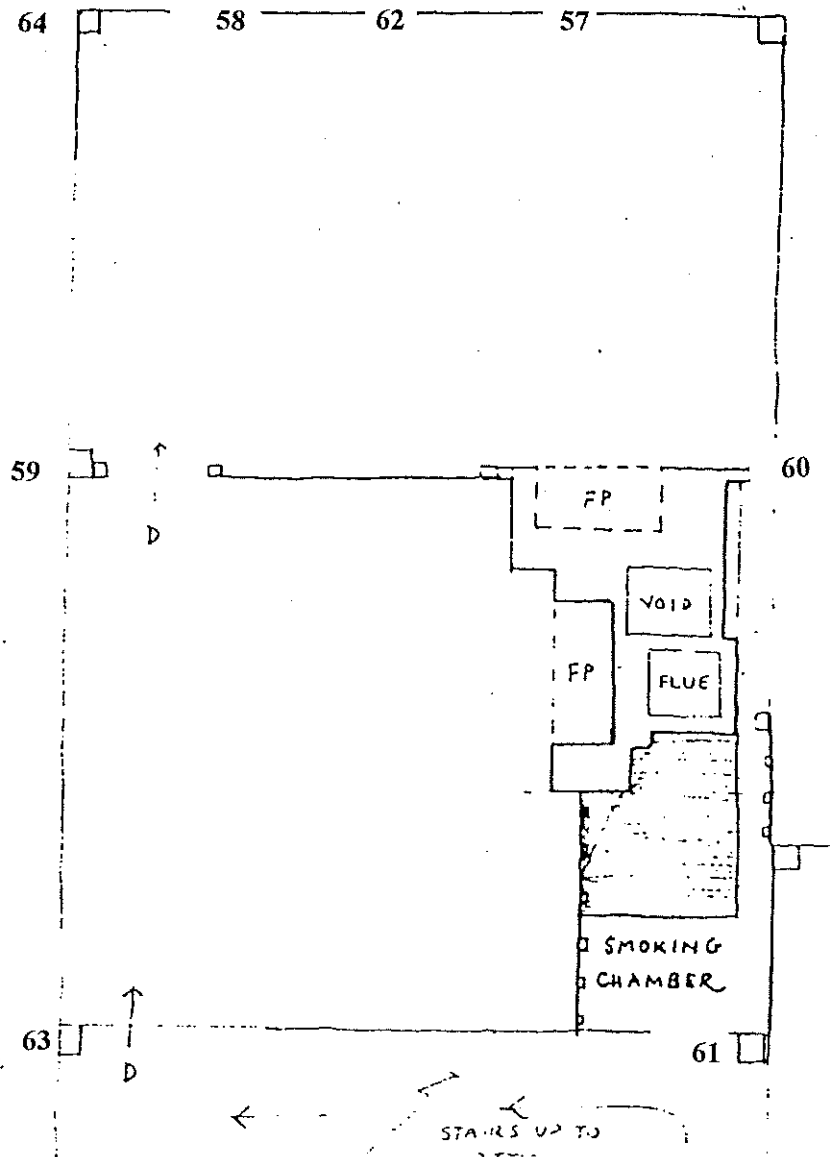 64 58 62 57
59 60
FP
D
VOID
FP
FLUE
SMOKING
CHAMBER
63 61
D
STAIRS UP TO